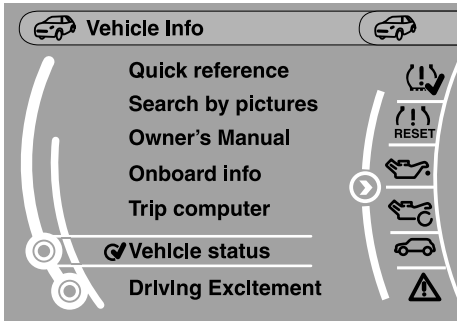 Vehicle Info
Quick reference
Search by pictures
Owner's Manual
Onboard info
Trip computer
Vehicle status
Driving Excitement
RESET